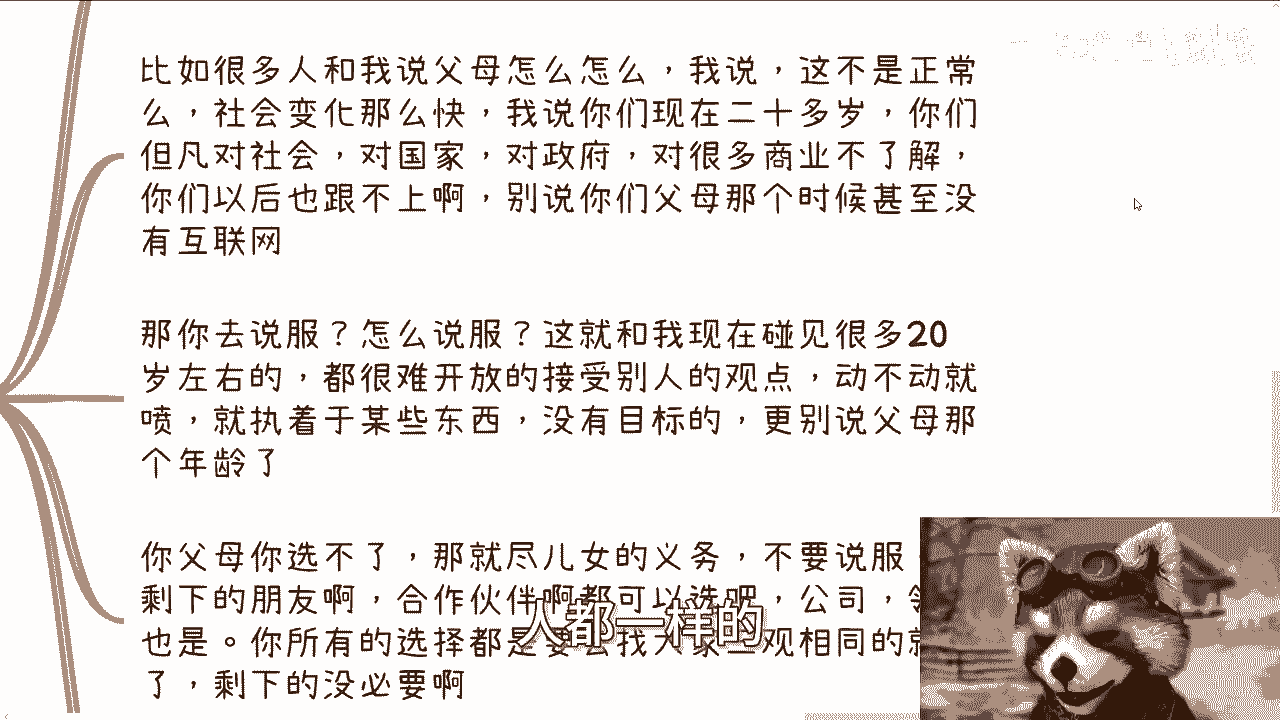 比如很多人和我说父母怎么怎么，我说，这不是正常
么，社会变化那么快，我说你们现在二十多岁，你们
但凡对社会，对国家，对政府，对很多商业不了解，
你们以后也跟不上啊，别说你们父母那个时候甚至没
有互联网
那你去说服？怎么说服？这就和我现在碰见很多20
岁左右的，都很难开放的接受别人的观点，动不动就
喷，就执着于某些东西，没有目标的，更别说父母那
个年龄了
你父母你选不了，那就尽儿女的义务，不要说服
剩下的朋友啊，合作伙伴啊都可以选吧，公司，
也是。你所有的选择都是要去找大家三观相同的就
了，剩下的没必要啊
人都一样的